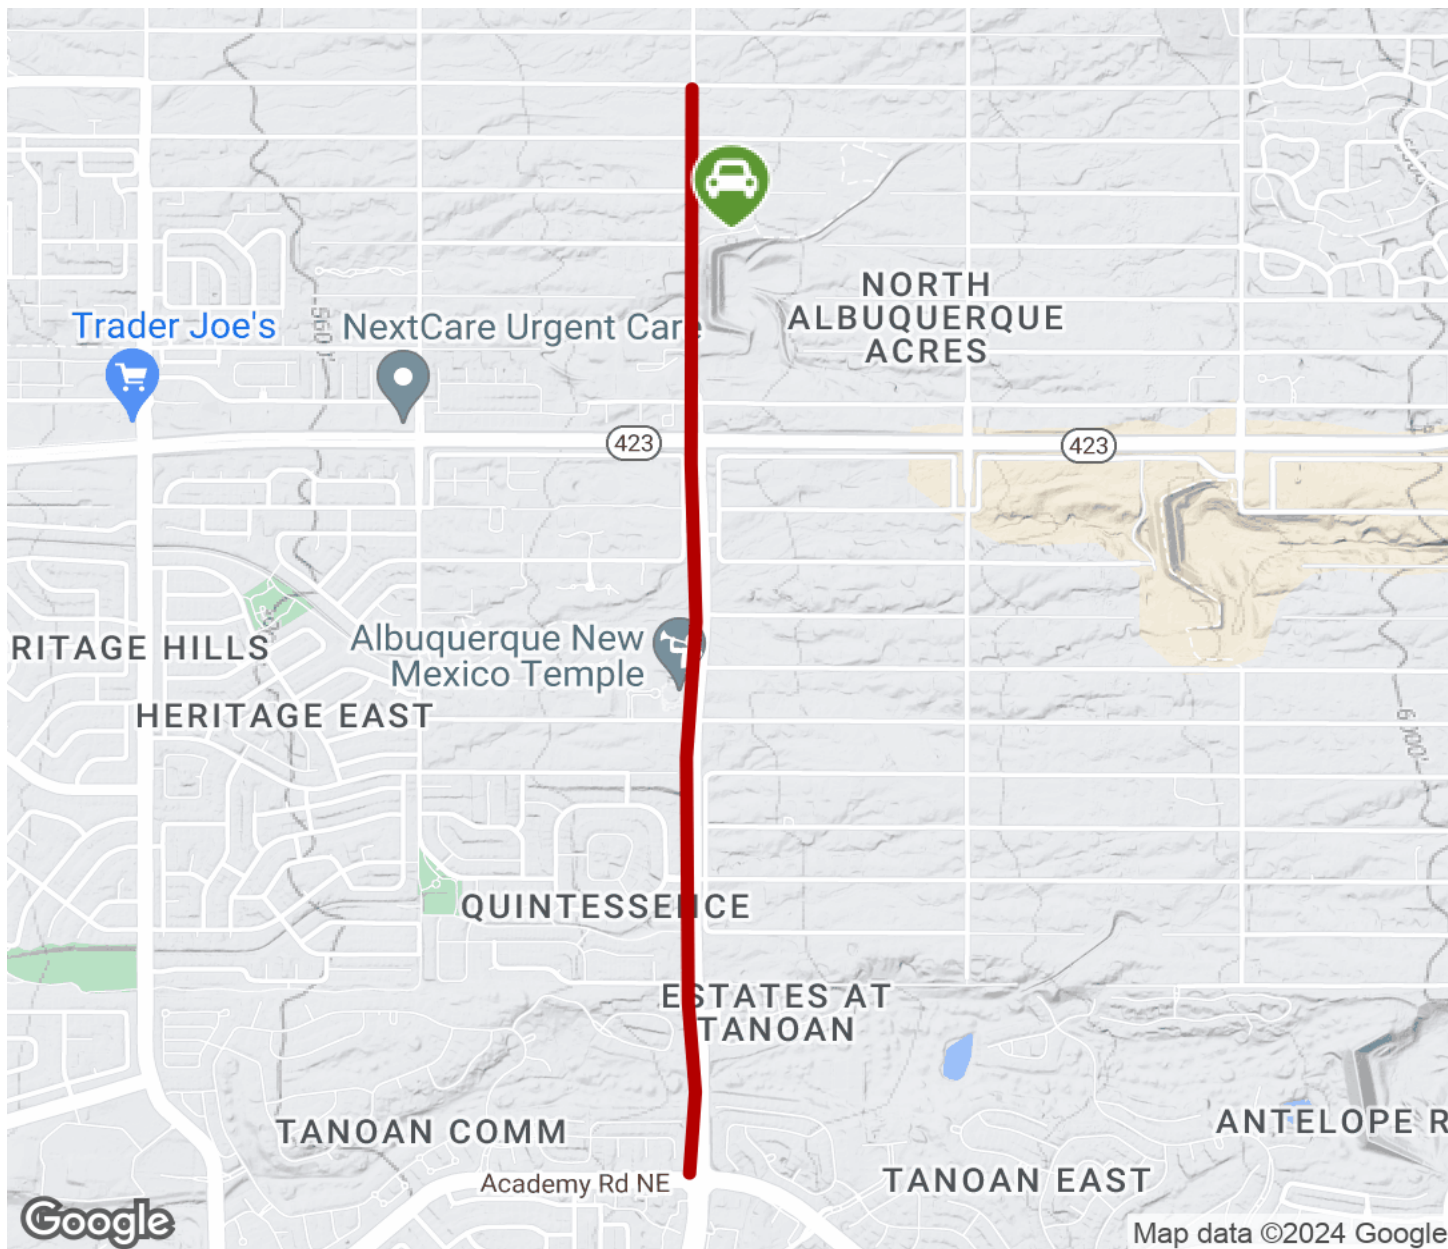 Trader Joe's
NextCare Urgent Care
NORTH
ALBUQUERQUE
ACRES
423
423
RITAGE HILLS
Albuquerque New
Mexico Temple
HERITAGE EAST
QUINTESSENCE
ESTATES AT
TANOAN
TANOAN COMM
ANTELOPE R
Academy Rd NE
TANOAN EAST
Google
Map data ©2024 Google